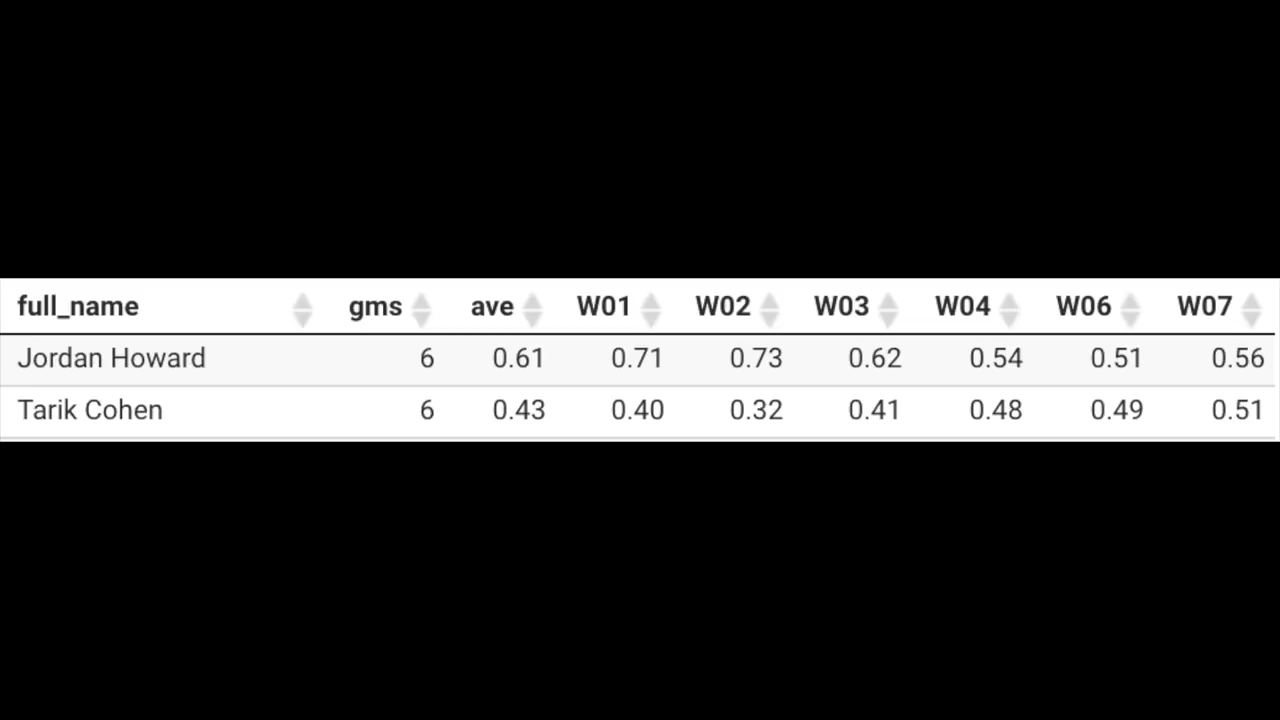 full_name gms ave W01 W02 W03 W04 W06 W07
Jordan Howard 6 0.61 0.71 0.73 0.62 0.54 0.51 0.56
Tarik Cohen 6 0.43 0.40 0.32 0.41 0.48 0.49 0.51